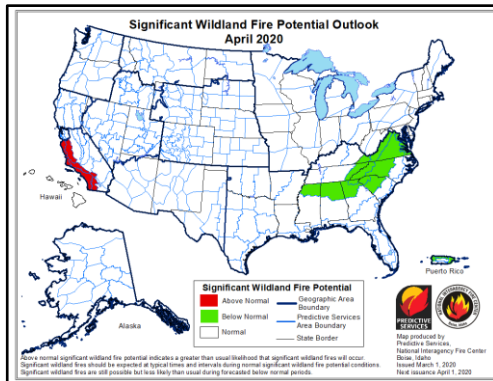 Significant Wildland Fire Potential Outlook
April 2020
Hawaii
Alaska
Puerto Rico
Significant Wildland Fire Potential
Above Normal
Below Normal
Normal
Geographic Area
Boundary
Predictive Services
Area Boundary
State Border
PREDICTIVE
SERVICES
Map produced by
Predictive Services,
National Interagency Fire Center
Boise, Idaho
Issued March 1, 2020
Next issuance April 1, 2020
Above normal significant wildland fire potential indicates a greater than usual likelihood that significant wildland fires will occur.
Significant wildland fires should be expected at typical times and intervals during normal significant wildland fire potential conditions.
Significant wildland fires are still possible but less likely than usual during forecasted below normal periods.